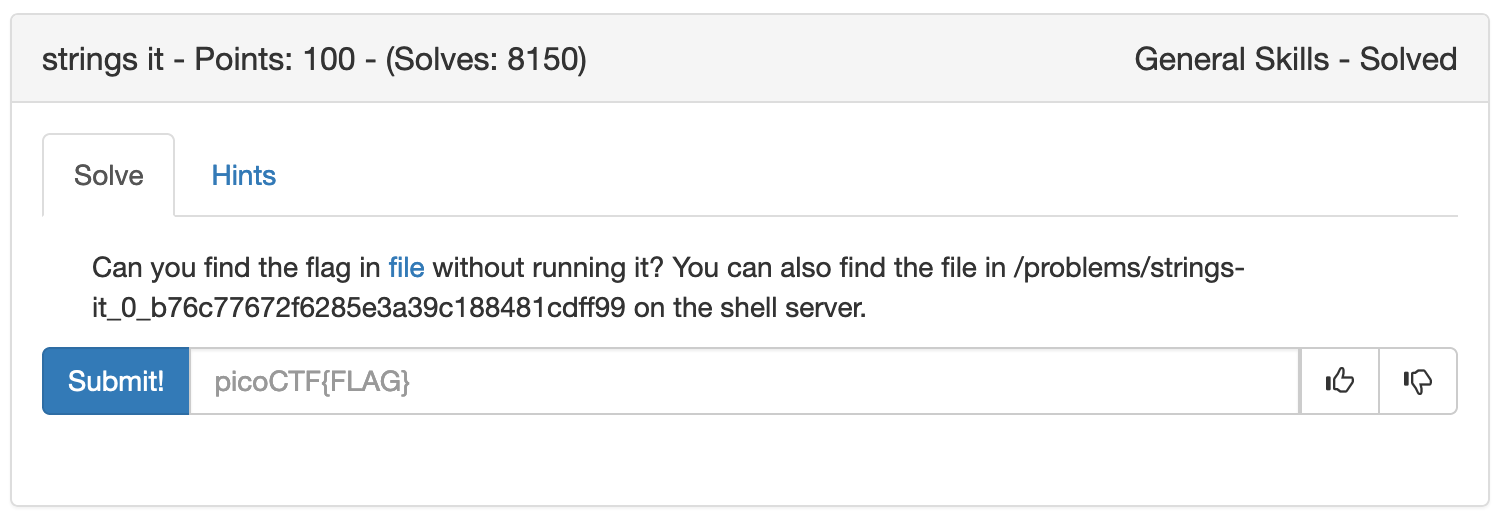 strings it - Points: 100 - (Solves: 8150)
General Skills - Solved
Solve
Hints
Can you find the flag in file without running it? You can also find the file in /problems/strings-
it_0_b76c77672f6285e3a39c188481cdff99 on the shell server.
Submit!
picoCTF{FLAG}